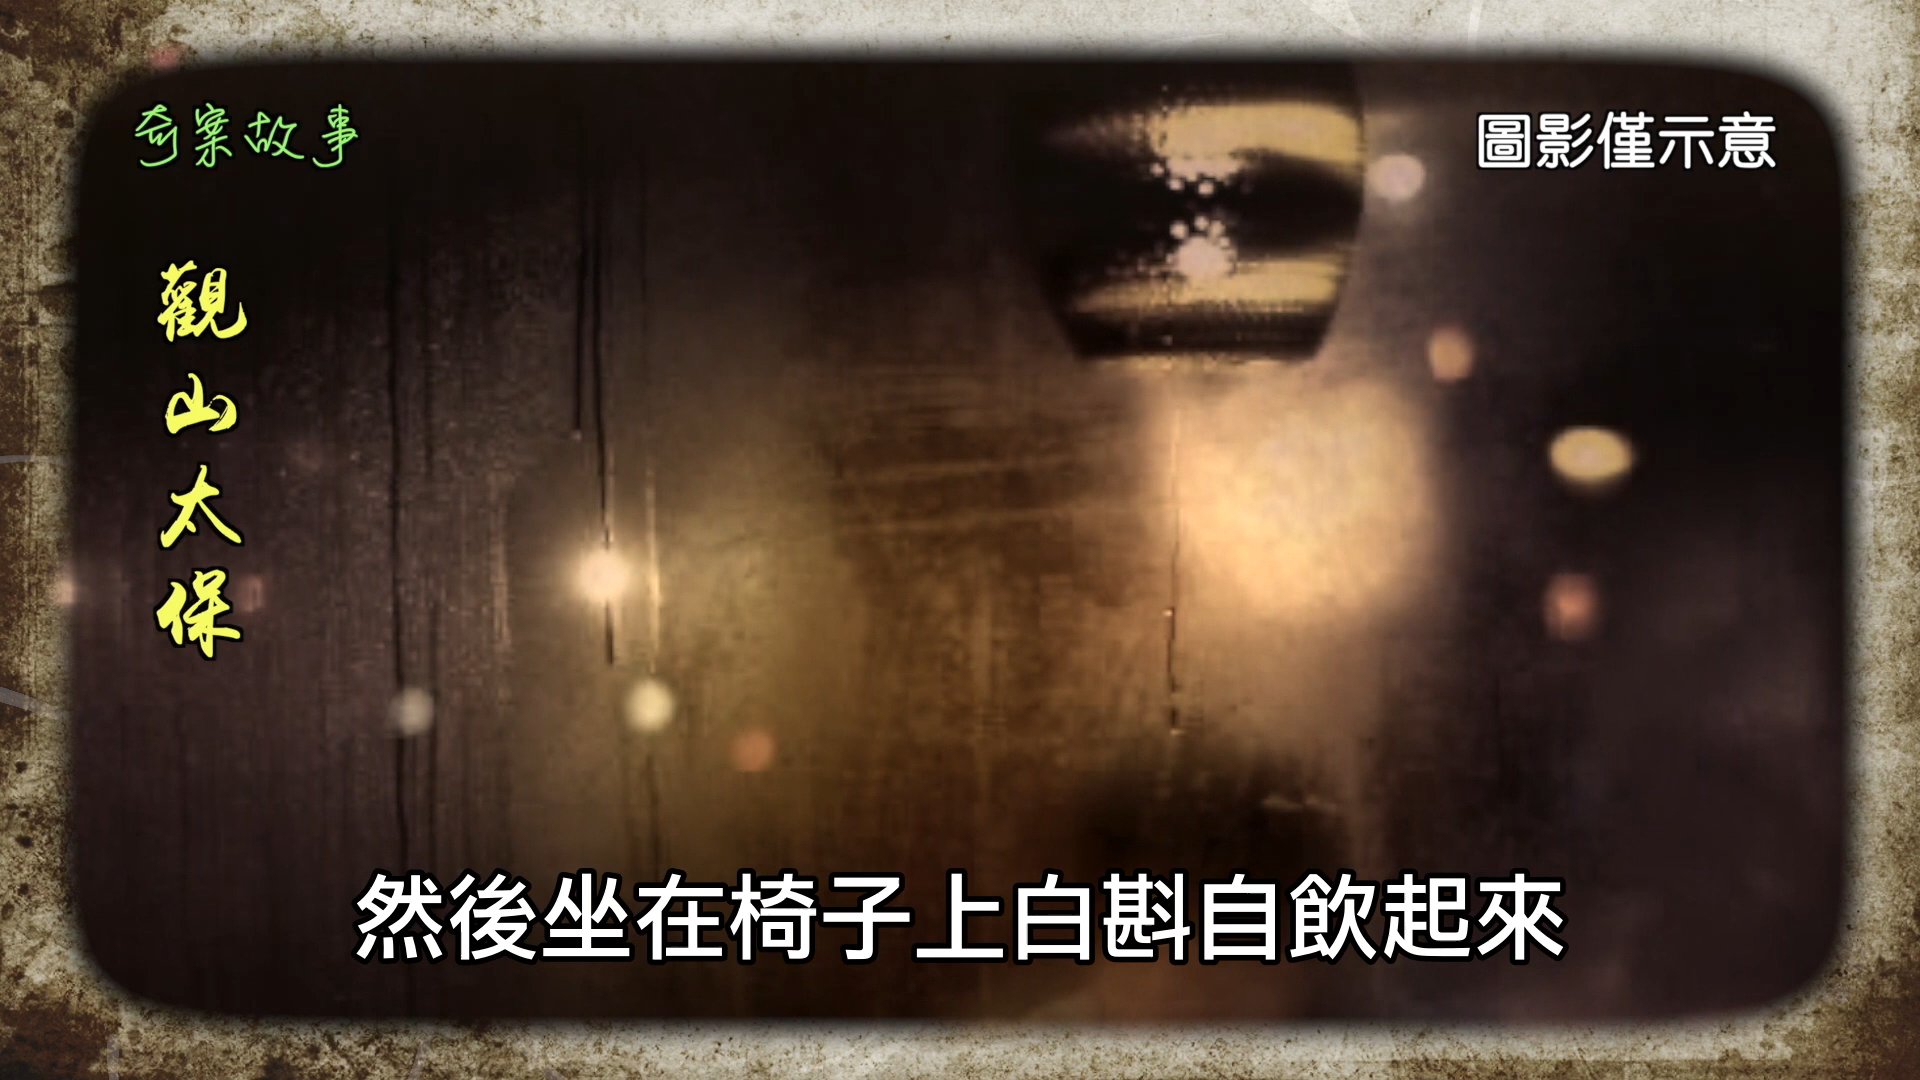 奇案故事
圖影僅示意
觀山太保
然後坐在椅子上白斟自飲起來